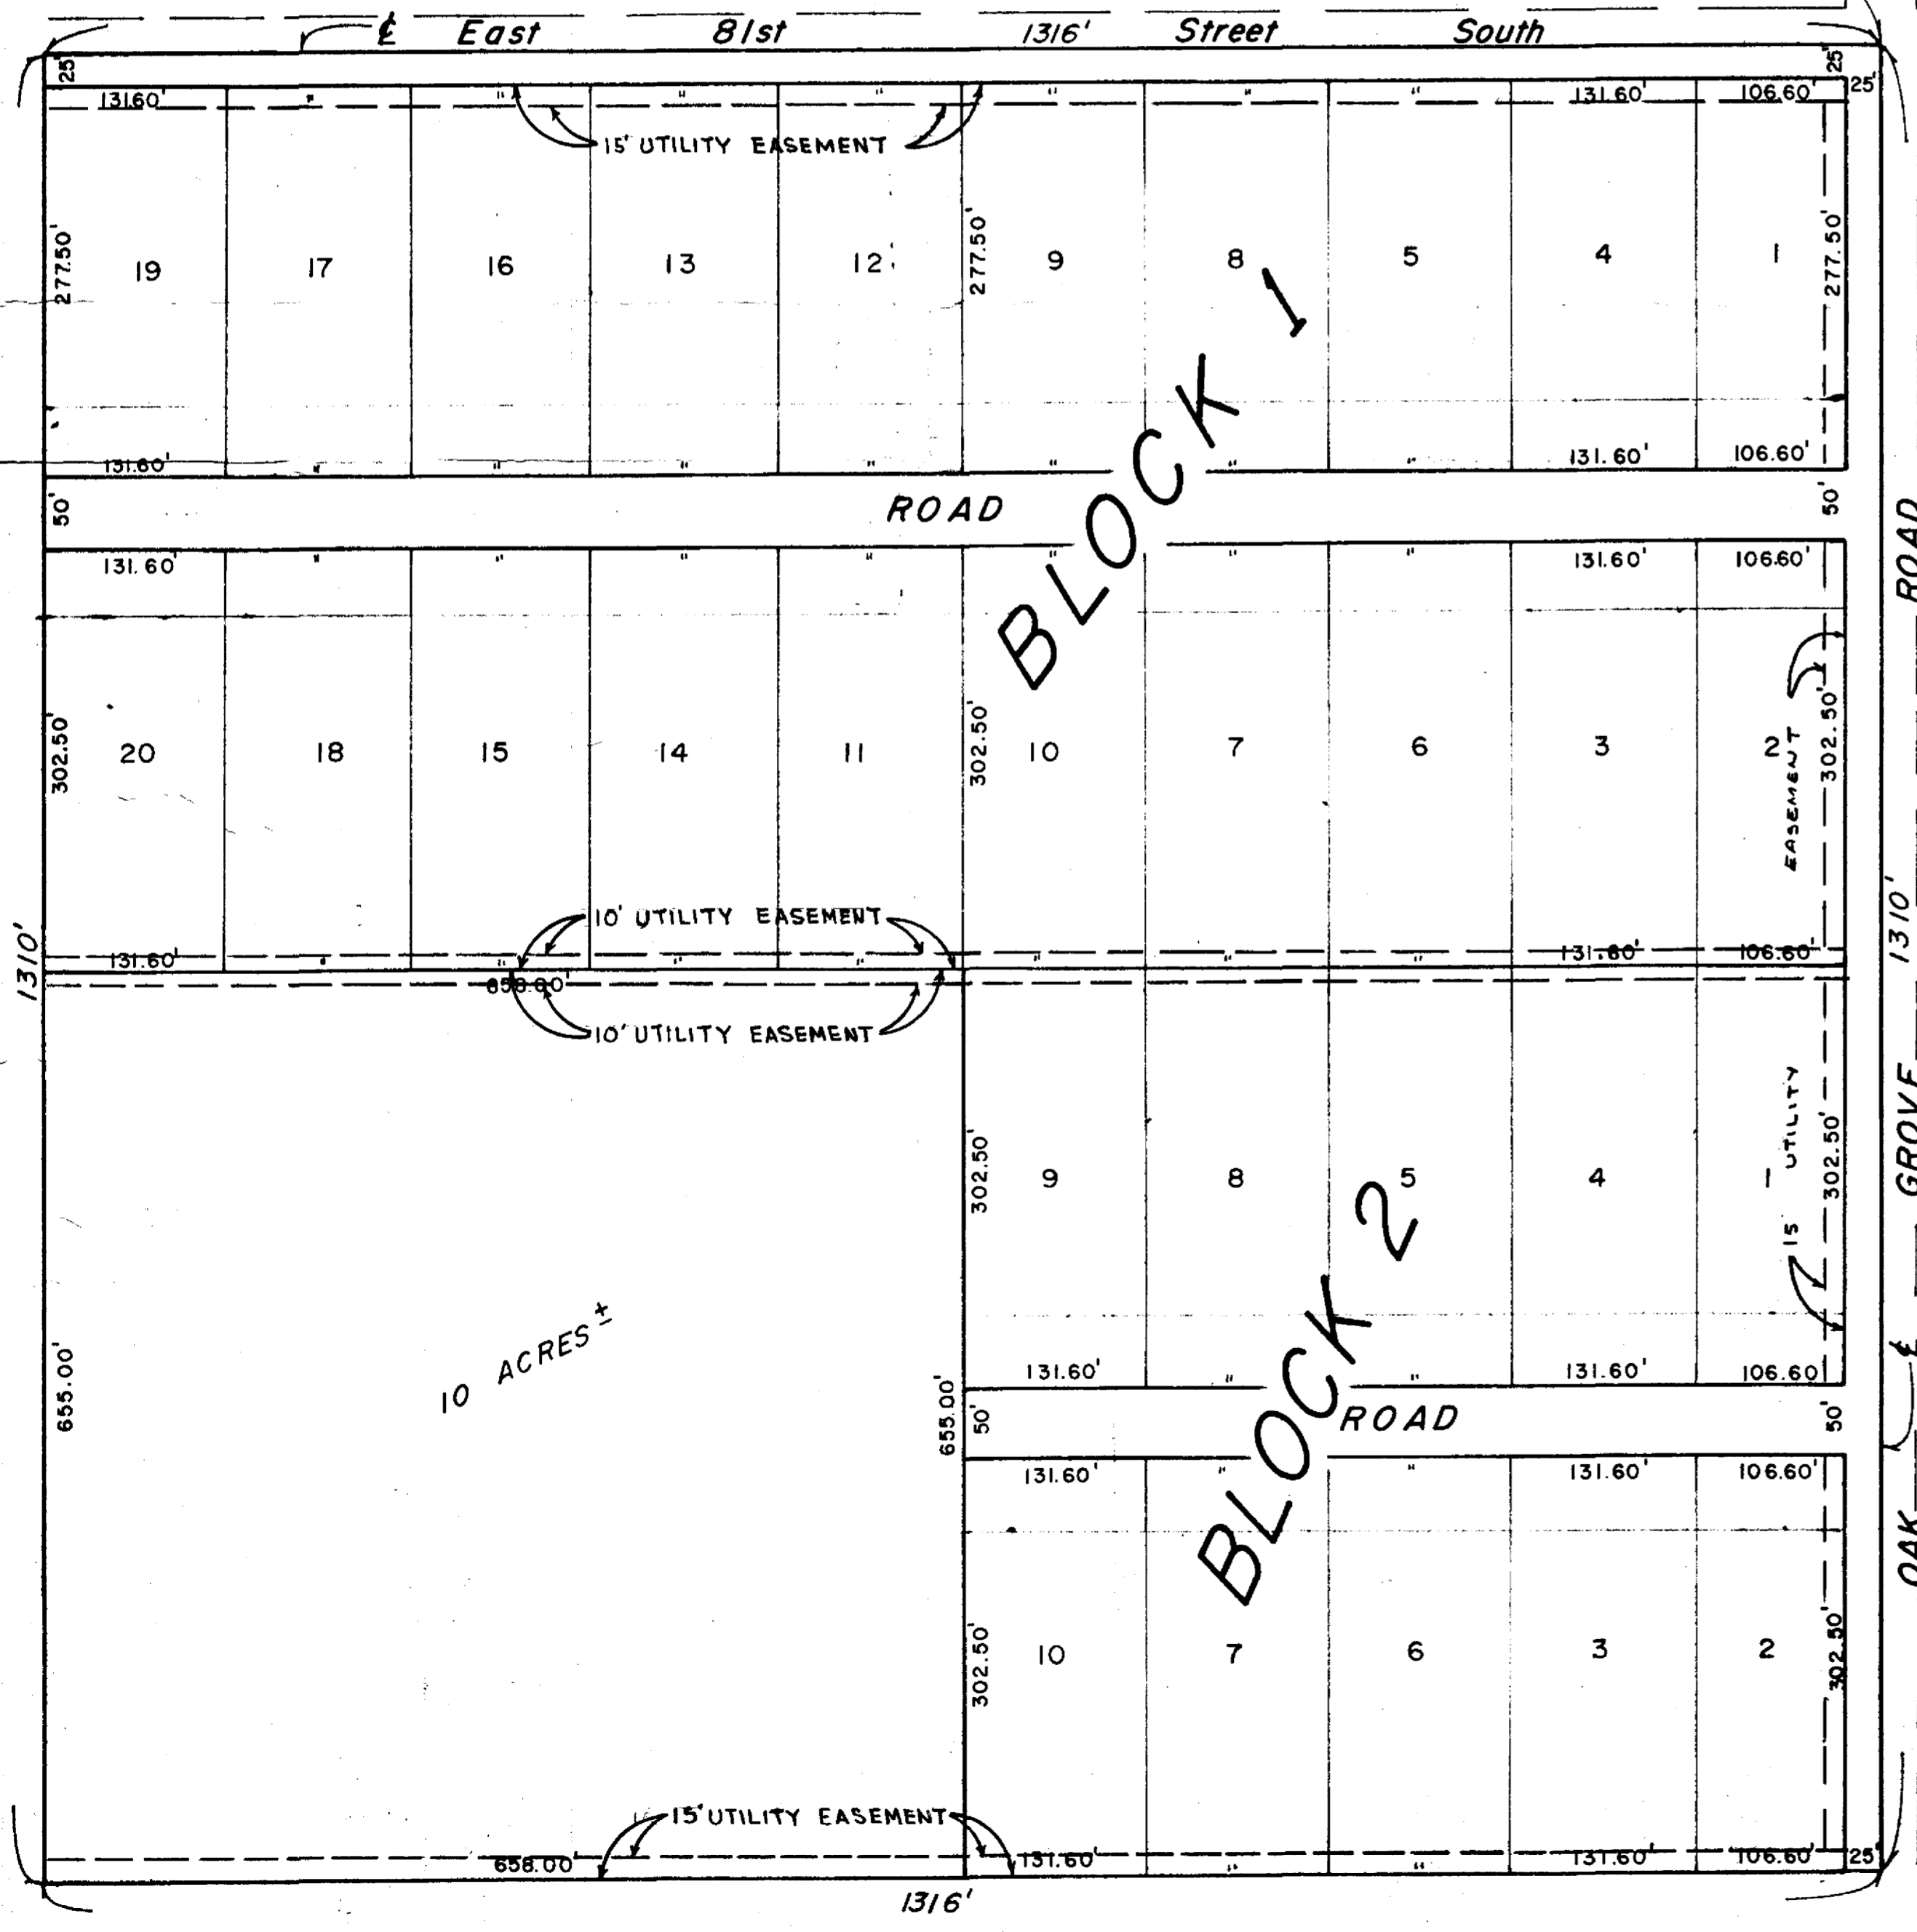 ℄ East 81st 1316' Street South
25' 25'
131.60' " " " " " " " 131.60' 106.60' 25'
15' UTILITY EASEMENT
277.50' 277.50' 277.50'
19 17 16 13 12 9 8 5 4 1
BLOCK 1
131.60' " " " " " " " 131.60' 106.60'
50' ROAD 50'
131.60' " " " " " " " 131.60' 106.60'
302.50' 302.50' 302.50'
20 18 15 14 11 10 7 6 3 2
10' UTILITY EASEMENT
131.60' " " " " " " " 131.60' 106.60'
658.00'
10' UTILITY EASEMENT
1310'
15' UTILITY EASEMENT
302.50' 302.50'
9 8 5 4 1
BLOCK 2
10 ACRES ±
655.00' 655.00'
131.60' " " 131.60' 106.60'
50' ROAD 50'
131.60' " " 131.60' 106.60'
302.50' 302.50'
10 7 6 3 2
15' UTILITY EASEMENT
658.00' 131.60' " " 131.60' 106.60' 25'
1316'
OAK ℄ GROVE 1310' ROAD